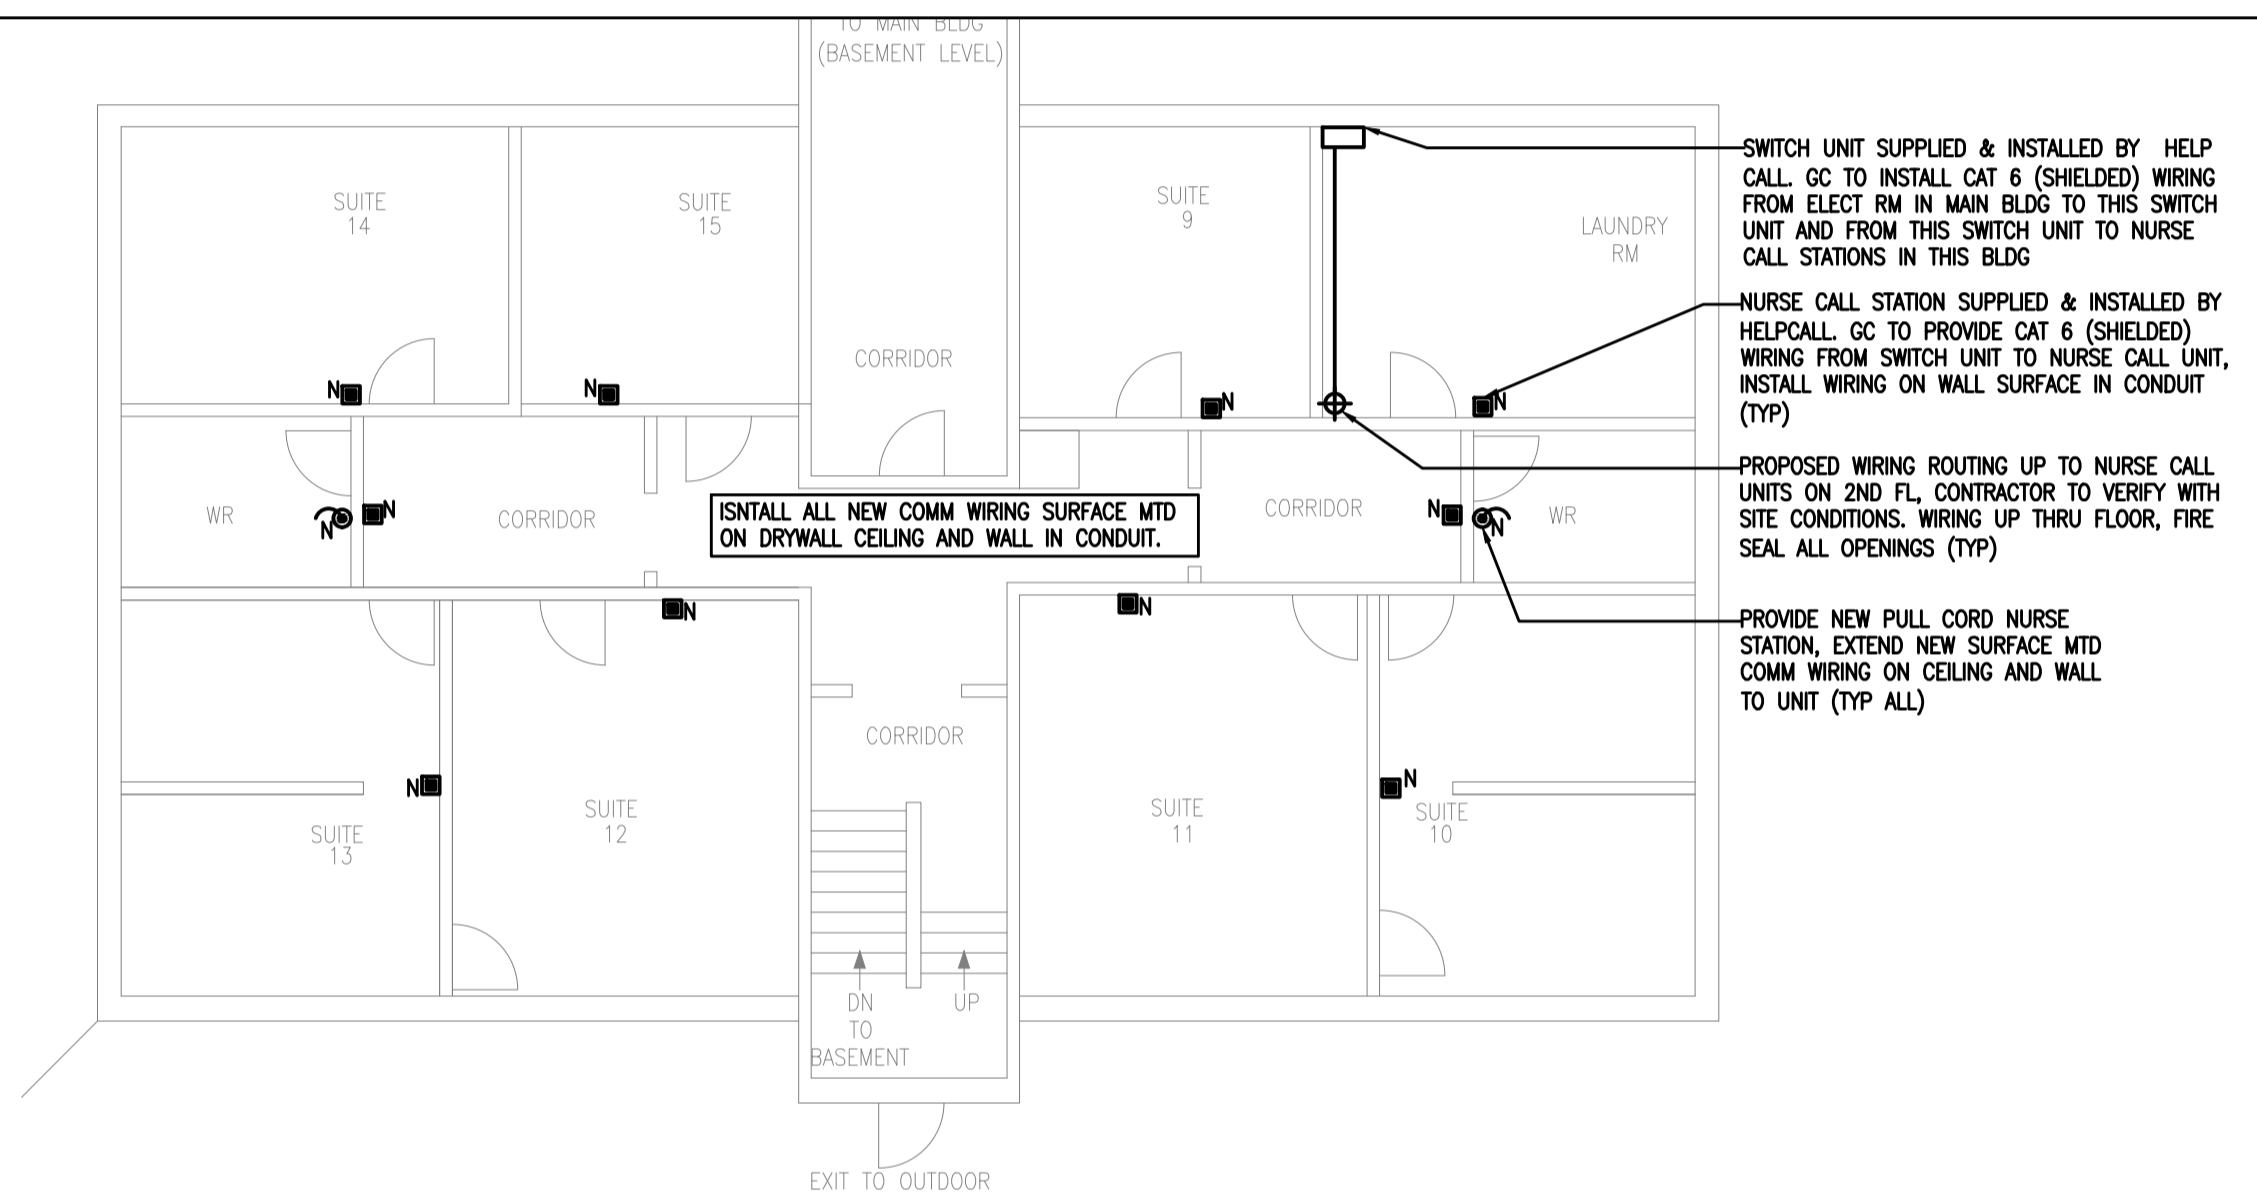 TO MAIN BLDG
(BASEMENT LEVEL)
SUITE
14
SUITE
15
SUITE
9
LAUNDRY
RM
CORRIDOR
N
N
N
N
WR
N
N
CORRIDOR
ISNTALL ALL NEW COMM WIRING SURFACE MTD
ON DRYWALL CEILING AND WALL IN CONDUIT.
CORRIDOR
N
N
WR
N
N
CORRIDOR
N
N
SUITE
13
SUITE
12
SUITE
11
SUITE
10
DN
TO
BASEMENT
UP
EXIT TO OUTDOOR
SWITCH UNIT SUPPLIED & INSTALLED BY HELP
CALL. GC TO INSTALL CAT 6 (SHIELDED) WIRING
FROM ELECT RM IN MAIN BLDG TO THIS SWITCH
UNIT AND FROM THIS SWITCH UNIT TO NURSE
CALL STATIONS IN THIS BLDG
NURSE CALL STATION SUPPLIED & INSTALLED BY
HELPCALL. GC TO PROVIDE CAT 6 (SHIELDED)
WIRING FROM SWITCH UNIT TO NURSE CALL UNIT,
INSTALL WIRING ON WALL SURFACE IN CONDUIT
(TYP)
PROPOSED WIRING ROUTING UP TO NURSE CALL
UNITS ON 2ND FL, CONTRACTOR TO VERIFY WITH
SITE CONDITIONS. WIRING UP THRU FLOOR, FIRE
SEAL ALL OPENINGS (TYP)
PROVIDE NEW PULL CORD NURSE
STATION, EXTEND NEW SURFACE MTD
COMM WIRING ON CEILING AND WALL
TO UNIT (TYP ALL)